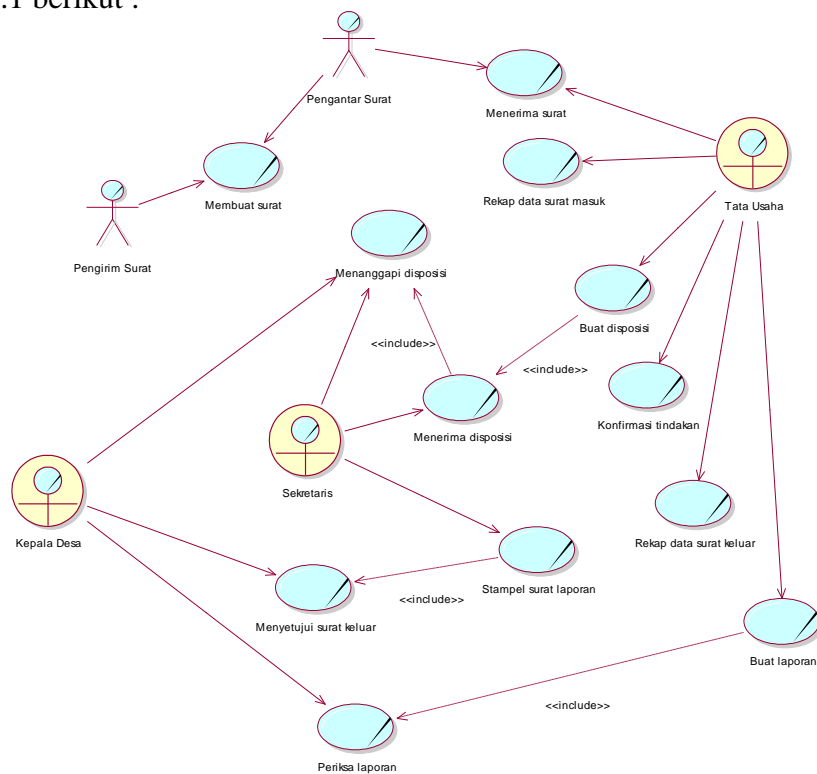 .1 berikut :
Pengantar Surat
Menerima surat
Membuat surat
Rekap data surat masuk
Tata Usaha
Pengirim Surat
Menanggapi disposisi
Buat disposisi
<<include>>
<<include>>
Menerima disposisi
Konfirmasi tindakan
Sekretaris
Kepala Desa
Rekap data surat keluar
Stampel surat laporan
<<include>>
Menyetujui surat keluar
Buat laporan
<<include>>
Periksa laporan